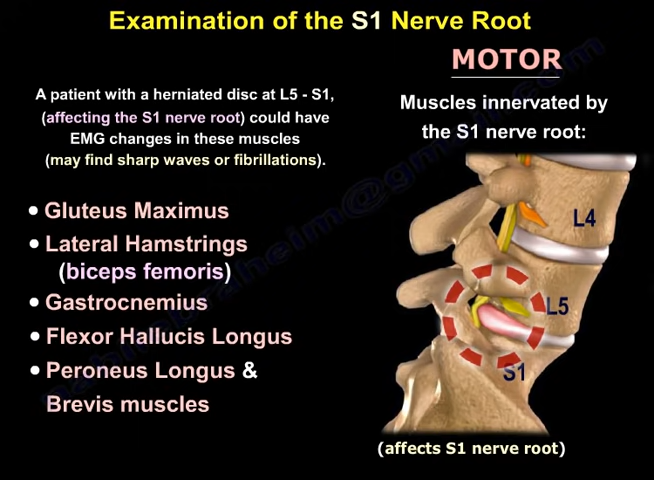 Examination of the S1 Nerve Root
MOTOR
A patient with a herniated disc at L5 - S1,
(affecting the S1 nerve root) could have
EMG changes in these muscles
(may find sharp waves or fibrillations).
Muscles innervated by
the S1 nerve root:
• Gluteus Maximus
• Lateral Hamstrings
(biceps femoris)
• Gastrocnemius
• Flexor Hallucis Longus
• Peroneus Longus &
Brevis muscles
L4
L5
S1
(affects S1 nerve root)